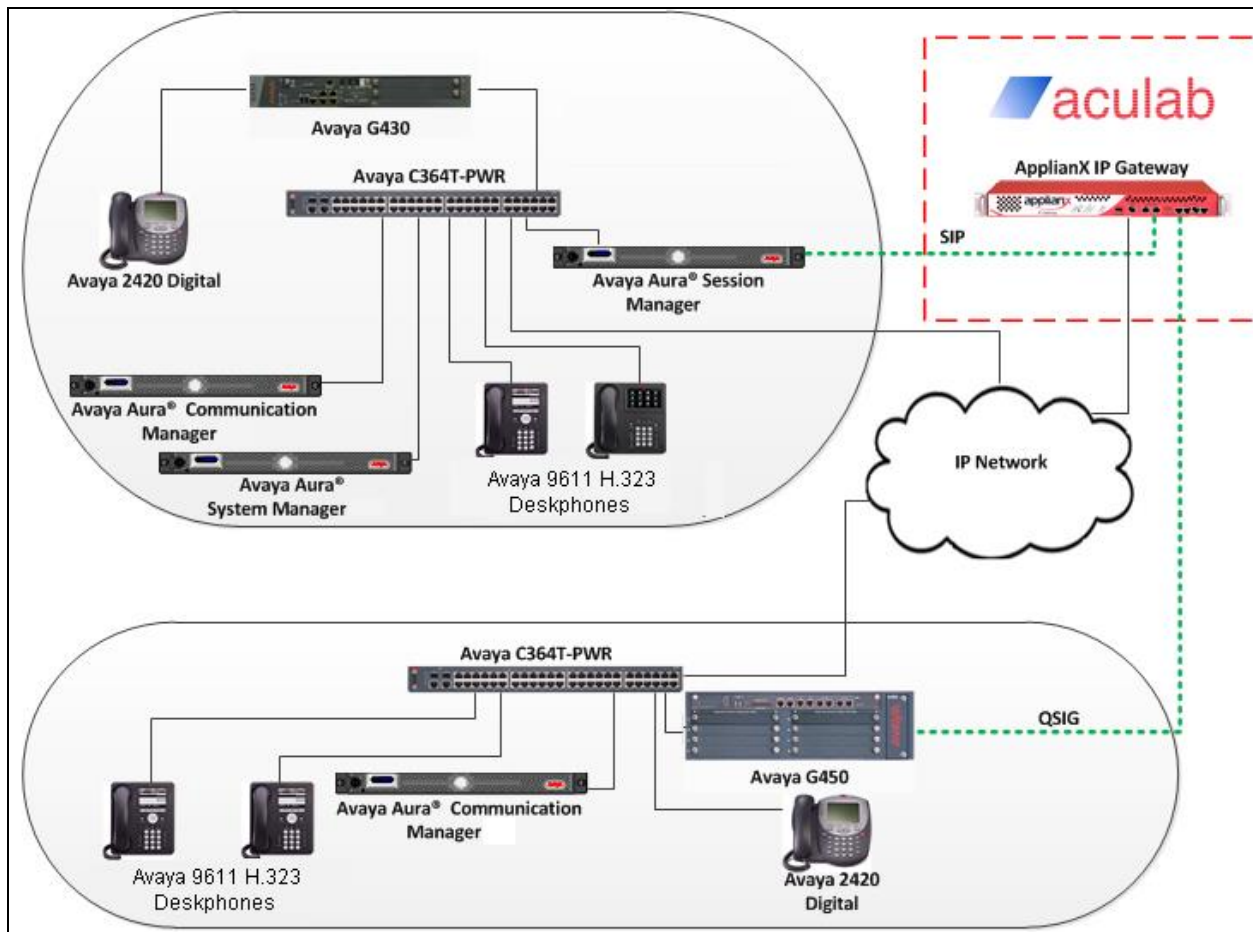 Avaya G430
Avaya C364T-PWR
Avaya 2420 Digital
Avaya Aura® Session
Manager
SIP
aculab
ApplianX IP Gateway
applianx
Avaya Aura® Communication
Manager
Avaya Aura®
System Manager
Avaya 9611 H.323
Deskphones
IP Network
Avaya C364T-PWR
Avaya G450
QSIG
Avaya Aura® Communication
Manager
Avaya 9611 H.323
Deskphones
Avaya 2420
Digital